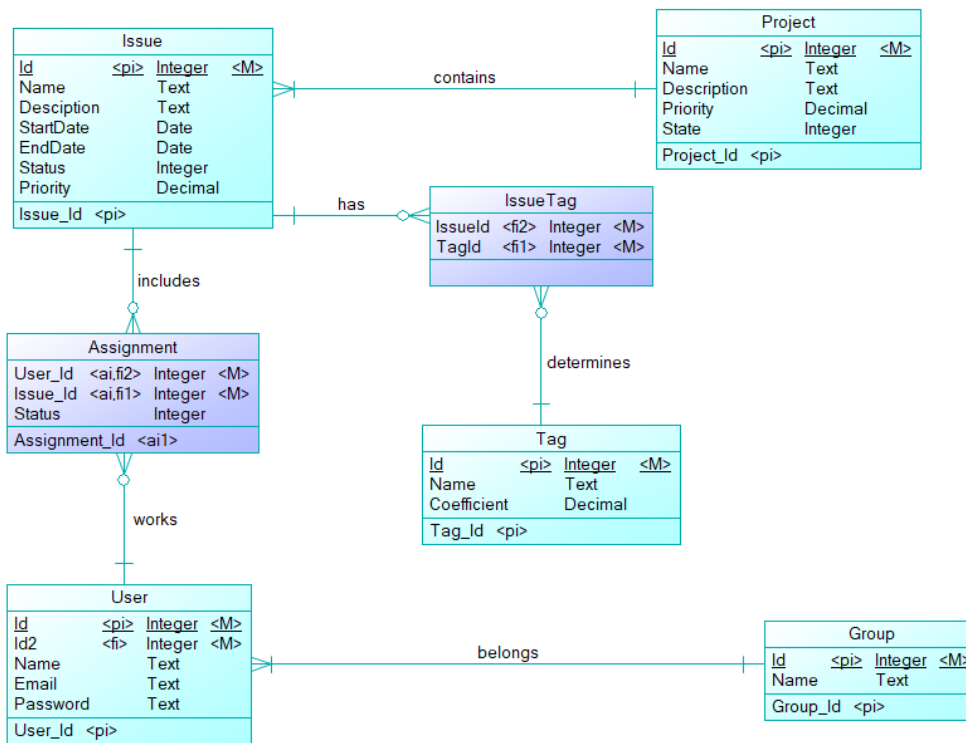 Issue
Id <pi> Integer <M>
Name Text
Desciption Text
StartDate Date
EndDate Date
Status Integer
Priority Decimal
Issue_Id <pi>
contains
Project
Id <pi> Integer <M>
Name Text
Description Text
Priority Decimal
State Integer
Project_Id <pi>
has
IssueTag
IssueId <fi2> Integer <M>
TagId <fi1> Integer <M>
includes
Assignment
User_Id <ai,fi2> Integer <M>
Issue_Id <ai,fi1> Integer <M>
Status Integer
Assignment_Id <ai1>
determines
Tag
Id <pi> Integer <M>
Name Text
Coefficient Decimal
Tag_Id <pi>
works
User
Id <pi> Integer <M>
Id2 <fi> Integer <M>
Name Text
Email Text
Password Text
User_Id <pi>
belongs
Group
Id <pi> Integer <M>
Name Text
Group_Id <pi>